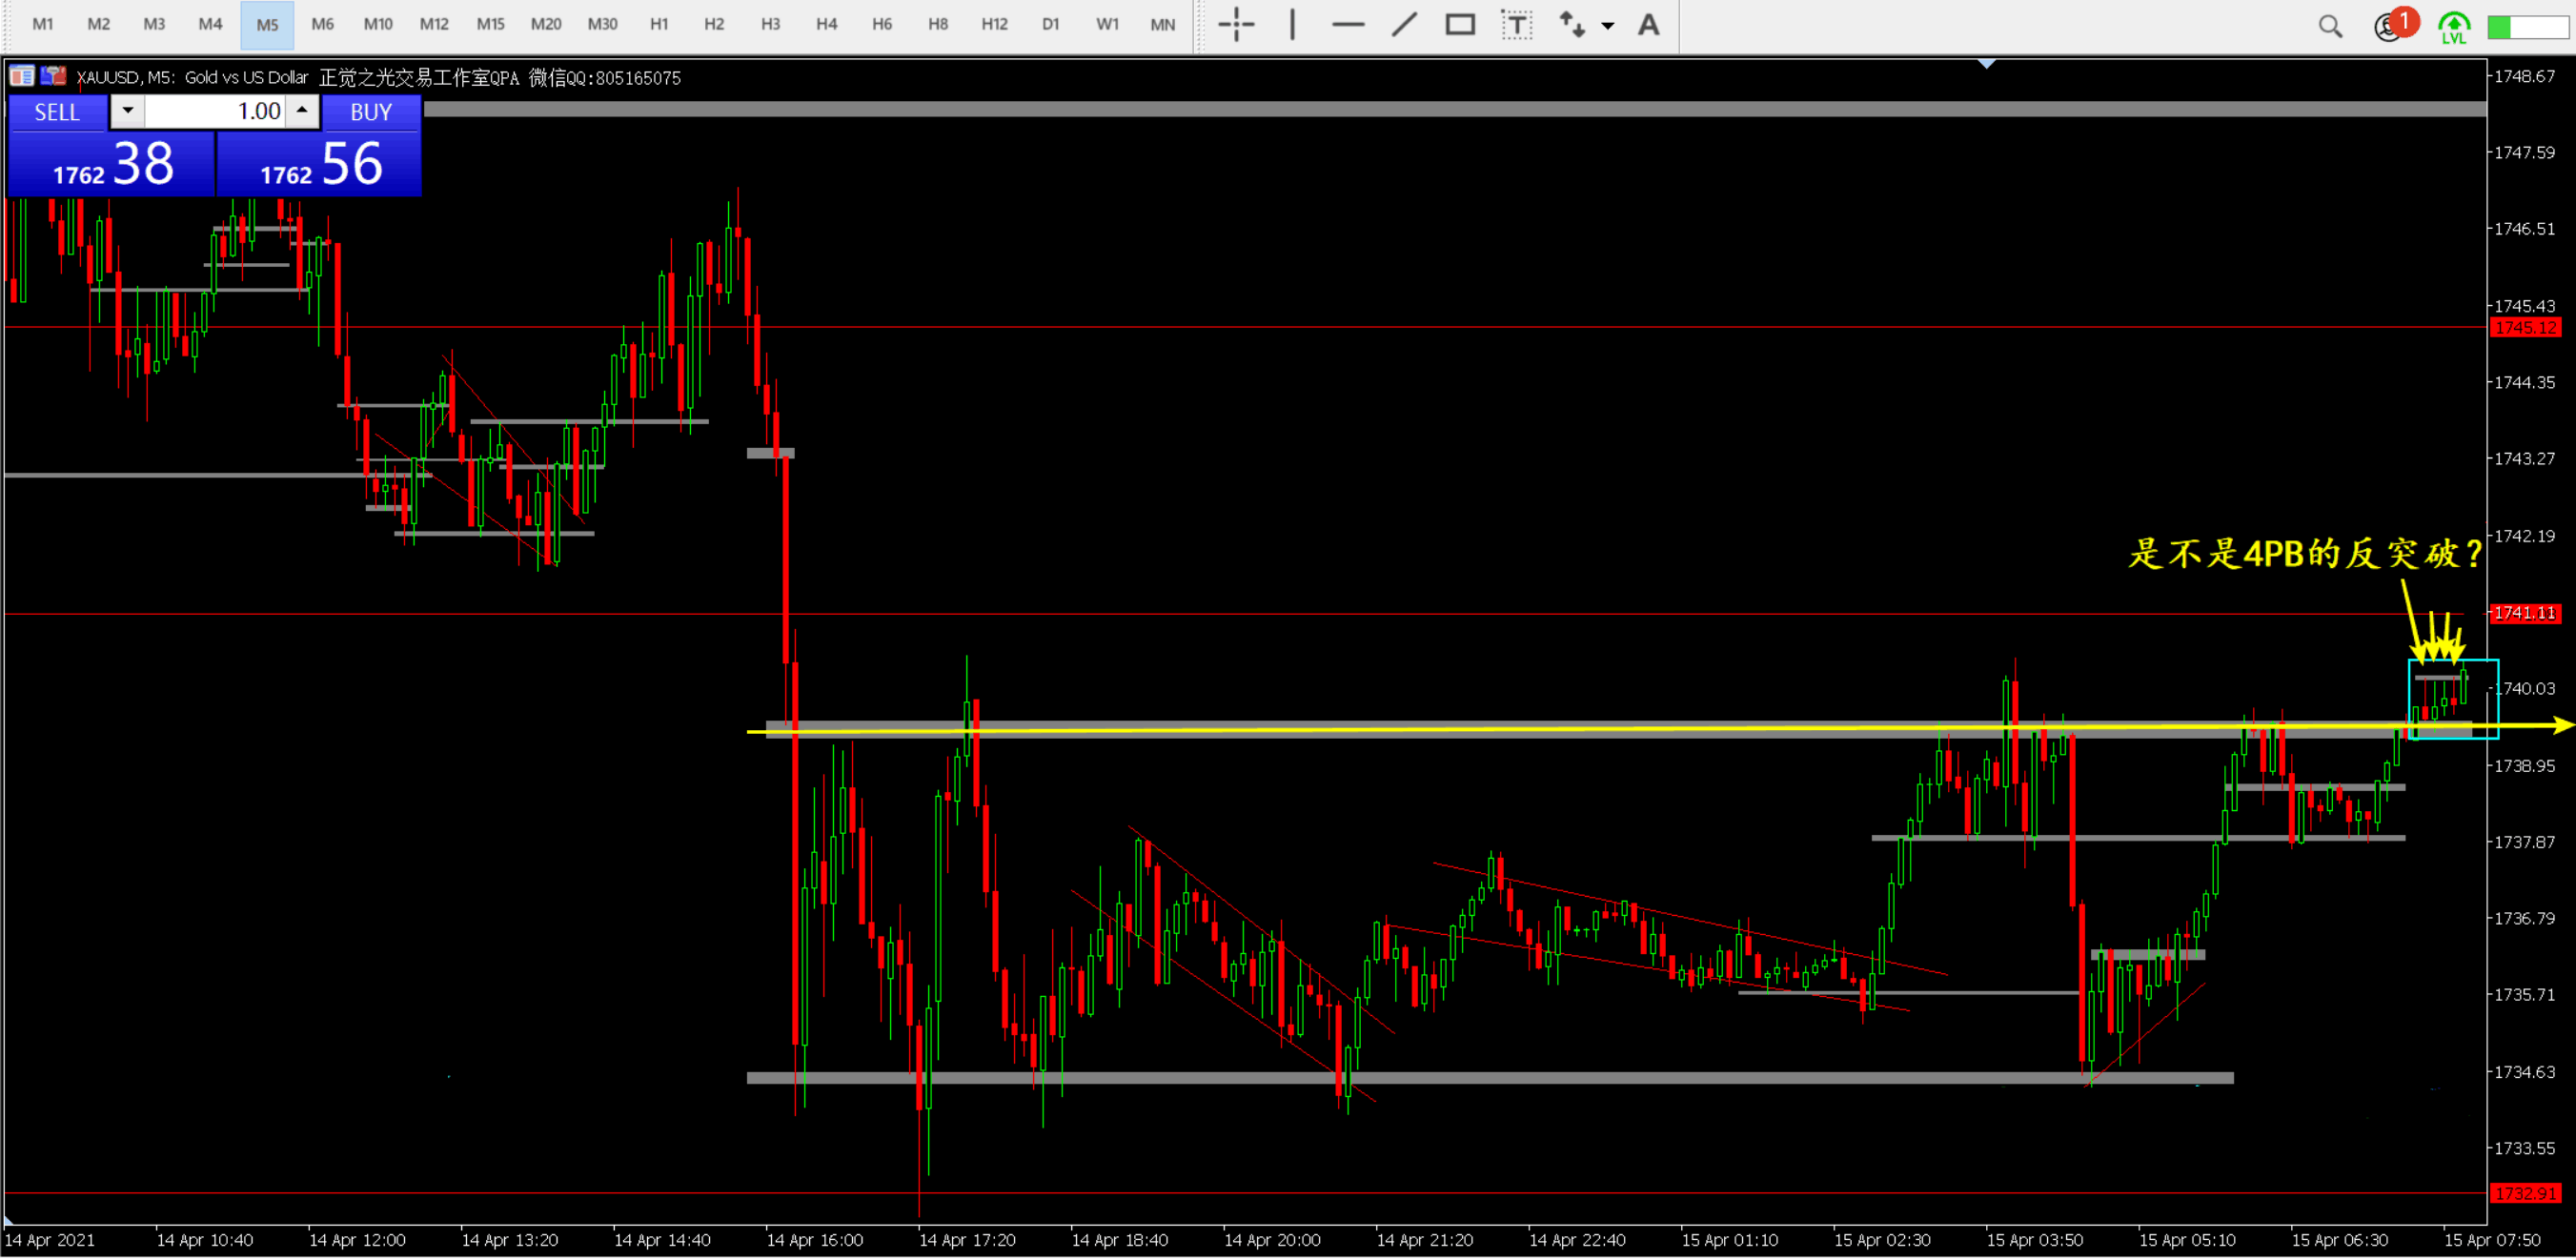 M1 M2 M3 M4 M5 M6 M10 M12 M15 M20 M30 H1 H2 H3 H4 H6 H8 H12 D1 W1 MN T A 1 LVL
XAUUSD, M5: Gold vs US Dollar 正觉之光交易工作室QPA 微信QQ:805165075
SELL 1.00 BUY
1762 38 1762 56
1748.67
1747.59
1746.51
1745.43
1745.12
1744.35
1743.27
1742.19
是不是4PB的反突破?
1741.11
1740.03
1738.95
1737.87
1736.79
1735.71
1734.63
1733.55
1732.91
14 Apr 2021 14 Apr 10:40 14 Apr 12:00 14 Apr 13:20 14 Apr 14:40 14 Apr 16:00 14 Apr 17:20 14 Apr 18:40 14 Apr 20:00 14 Apr 21:20 14 Apr 22:40 15 Apr 01:10 15 Apr 02:30 15 Apr 03:50 15 Apr 05:10 15 Apr 06:30 15 Apr 07:50